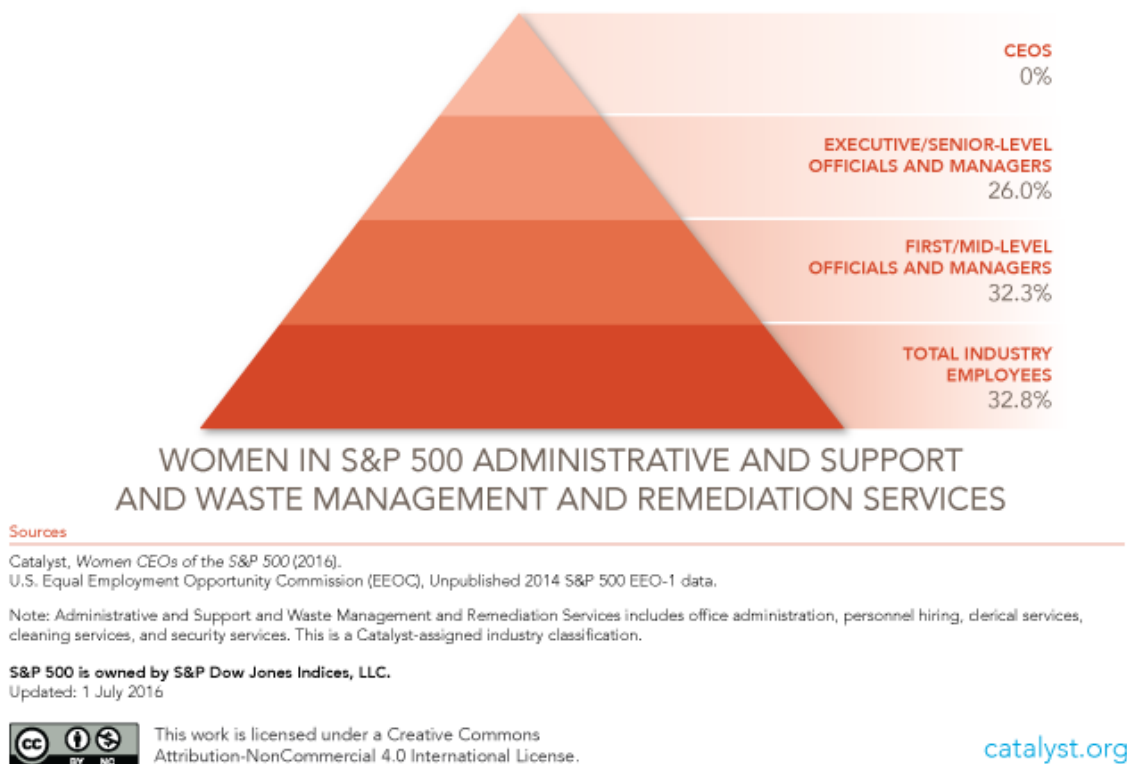 CEOS
0%
EXECUTIVE/SENIOR-LEVEL
OFFICIALS AND MANAGERS
26.0%
FIRST/MID-LEVEL
OFFICIALS AND MANAGERS
32.3%
TOTAL INDUSTRY
EMPLOYEES
32.8%
WOMEN IN S&P 500 ADMINISTRATIVE AND SUPPORT
AND WASTE MANAGEMENT AND REMEDIATION SERVICES
Sources
Catalyst, Women CEOs of the S&P 500 (2016).
U.S. Equal Employment Opportunity Commission (EEOC), Unpublished 2014 S&P 500 EEO-1 data.
Note: Administrative and Support and Waste Management and Remediation Services includes office administration, personnel hiring, clerical services,
cleaning services, and security services. This is a Catalyst-assigned industry classification.
S&P 500 is owned by S&P Dow Jones Indices, LLC.
Updated: 1 July 2016
cc
BY NC
This work is licensed under a Creative Commons
Attribution-NonCommercial 4.0 International License.
catalyst.org